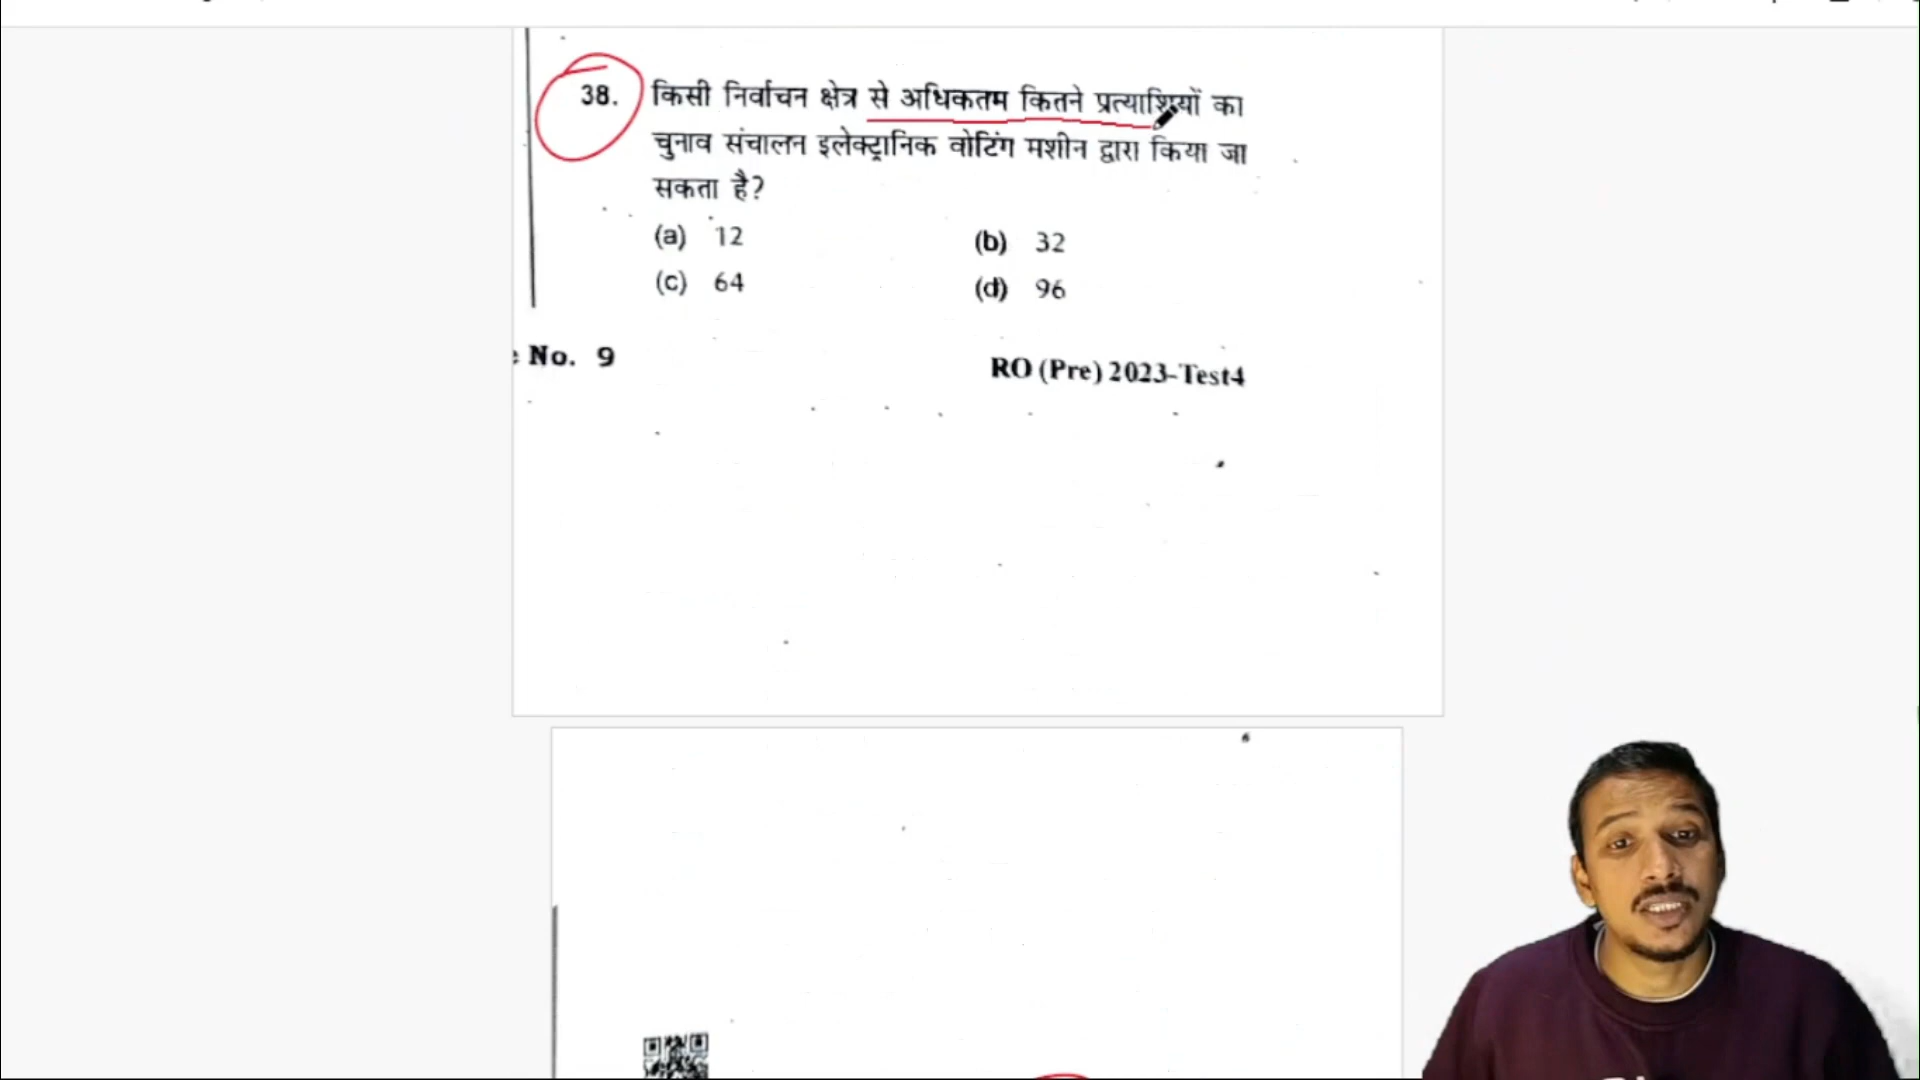 38. किसी निर्वाचन क्षेत्र से अधिकतम कितने प्रत्याशियों का
चुनाव संचालन इलेक्ट्रानिक वोटिंग मशीन द्वारा किया जा
सकता है?
(a) 12 (b) 32
(c) 64 (d) 96
No. 9 RO (Pre) 2023-Test4